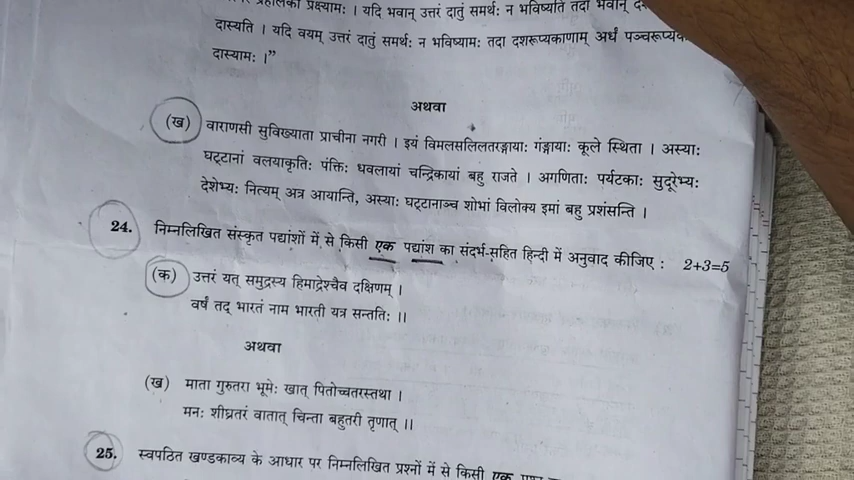 प्रक्ष्यामः । यदि भवान् उत्तरं दातुं समर्थः न भविष्यति तदा भवान्
दास्यति । यदि वयम् उत्तरं दातुं समर्थः न भविष्यामः तदा दशरूप्यकाणाम् अर्धं
दास्यामः ।”
अथवा
(ख) वाराणसी सुविख्याता प्राचीना नगरी । इयं विमलसलिलतरङ्गायाः गंङ्गायाः कूले स्थिता । अस्याः
घट्टानां वलयाकृतिः पंक्तिः धवलायां चन्द्रिकायां बहु राजते । अगणिताः पर्यटकाः सुदूरेभ्यः
देशेभ्यः नित्यम् अत्र आयान्ति, अस्याः घट्टानाञ्च शोभां विलोक्य इमां बहु प्रशंसन्ति ।
24. निम्नलिखित संस्कृत पद्यांशों में से किसी एक पद्यांश का संदर्भ-सहित हिन्दी में अनुवाद कीजिए : 2+3=5
(क) उत्तरं यत् समुद्रस्य हिमाद्रेश्चैव दक्षिणम् ।
वर्षं तद् भारतं नाम भारती यत्र सन्ततिः ।।
अथवा
(ख) माता गुरुतरा भूमेः खात् पितोच्चतरस्तथा ।
मनः शीघ्रतरं वातात् चिन्ता बहुतरी तृणात् ।।
25. स्वपठित खण्डकाव्य के आधार पर निम्नलिखित प्रश्नों में से किसी एक